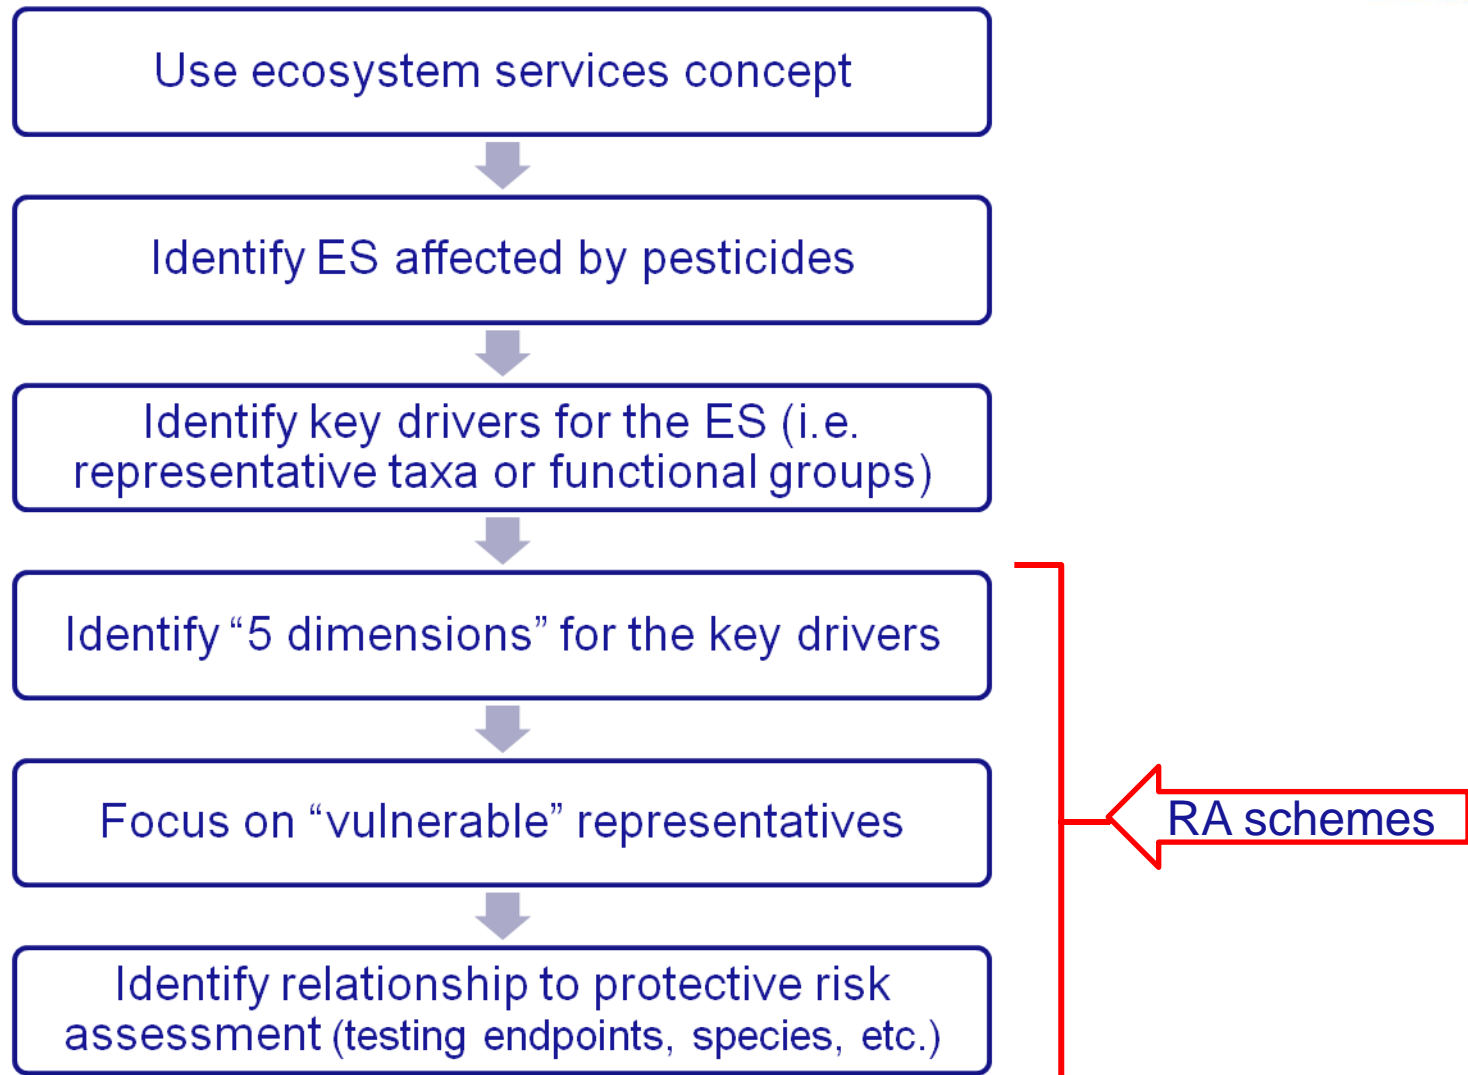 Use ecosystem services concept
Identify ES affected by pesticides
Identify key drivers for the ES (i.e.
representative taxa or functional groups)
Identify “5 dimensions” for the key drivers
Focus on “vulnerable” representatives
RA schemes
Identify relationship to protective risk
assessment (testing endpoints, species, etc.)